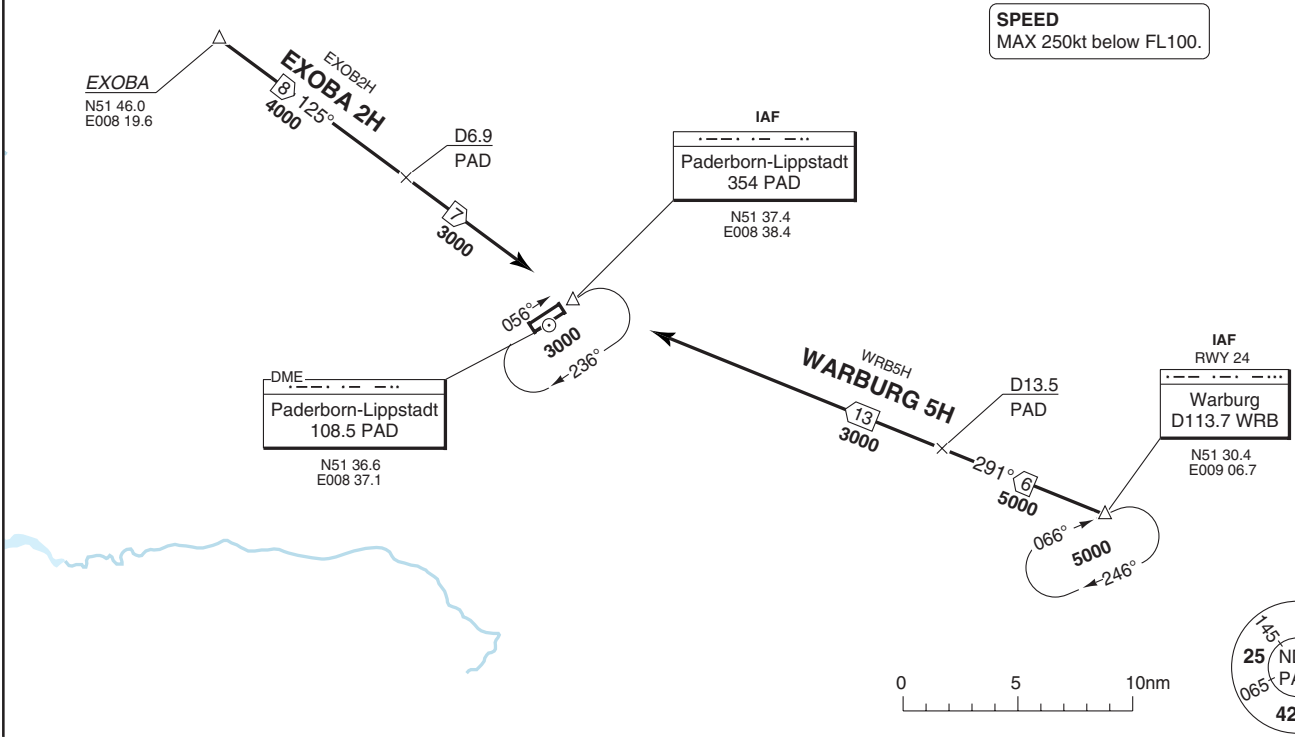 SPEED
MAX 250kt below FL100.
EXOBA
N51 46.0
E008 19.6
EXOB2H
EXOBA 2H
8
125°
4000
D6.9
PAD
7
3000
IAF
Paderborn-Lippstadt
354 PAD
N51 37.4
E008 38.4
056°
3000
236°
DME
Paderborn-Lippstadt
108.5 PAD
N51 36.6
E008 37.1
WRB5H
WARBURG 5H
13
3000
D13.5
PAD
291°
6
5000
IAF
RWY 24
Warburg
D113.7 WRB
N51 30.4
E009 06.7
066°
5000
246°
0 5 10nm
145
25
065
42